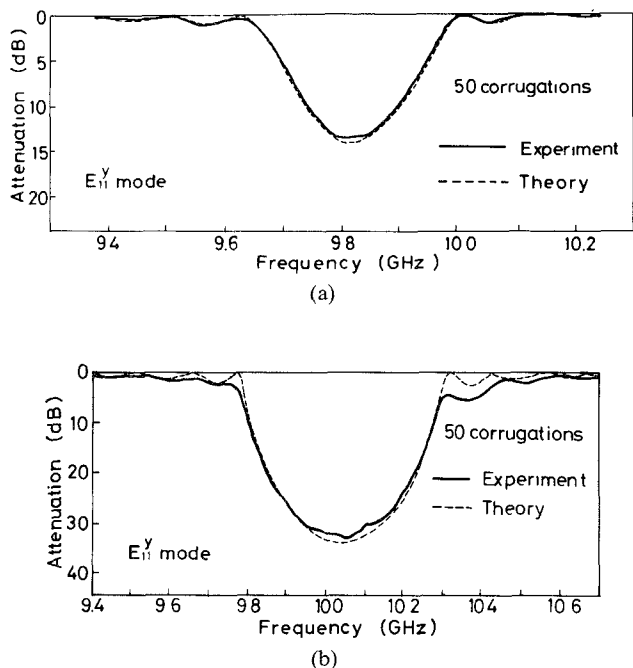 0
5
10
15
20
Attenuation (dB)
50 corrugations
Experiment
Theory
E₁₁ʸ mode
9.4 9.6 9.8 10.0 10.2
Frequency (GHz)
(a)
0
10
20
30
40
Attenuation (dB)
50 corrugations
Experiment
Theory
E₁₁ʸ mode
9.4 9.6 9.8 10.0 10.2 10.4 10.6
Frequency (GHz)
(b)